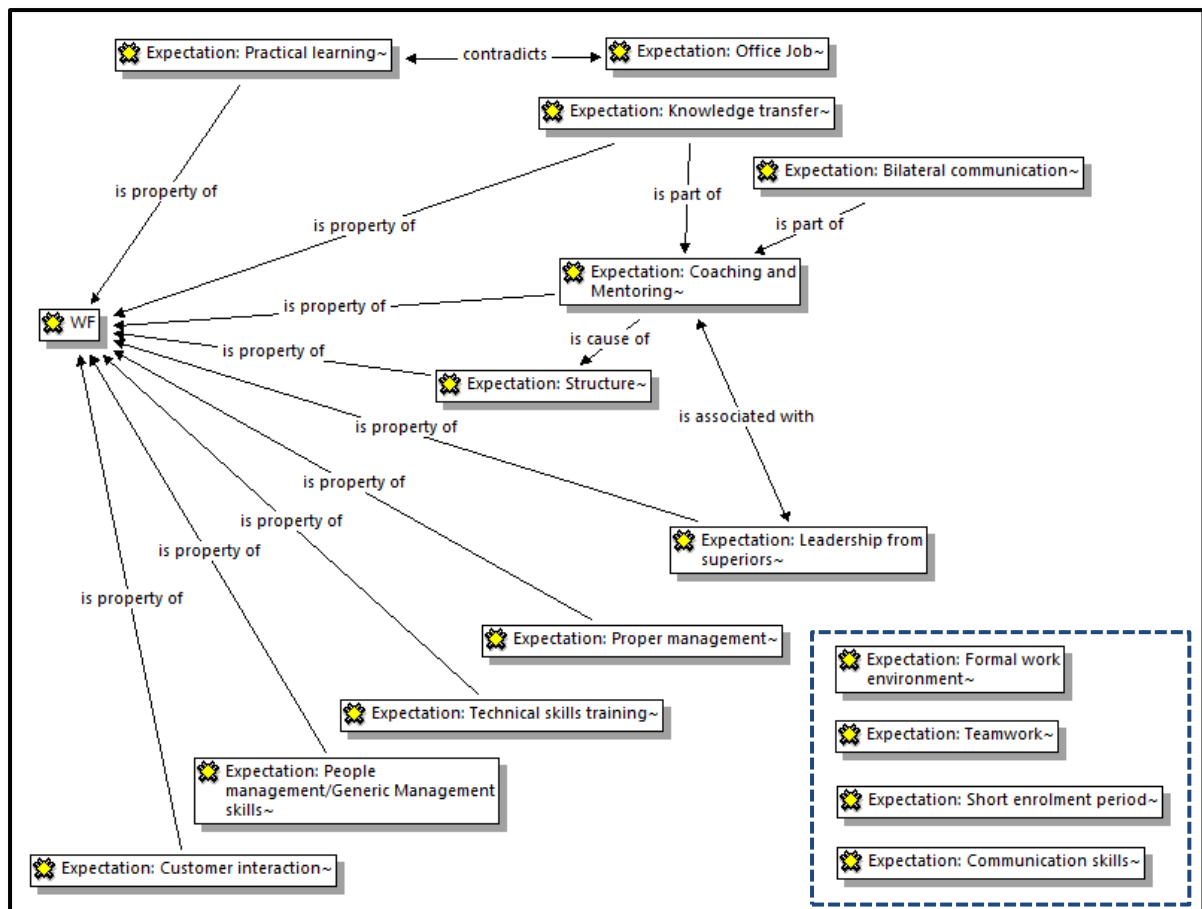 Expectation: Practical learning~
contradicts
Expectation: Office Job~
Expectation: Knowledge transfer~
Expectation: Bilateral communication~
is property of
is part of
is property of
is part of
Expectation: Coaching and
Mentoring~
is property of
WF
is cause of
is property of
Expectation: Structure~
is associated with
is property of
is property of
is property of
Expectation: Leadership from
superiors~
is property of
is property of
Expectation: Proper management~
Expectation: Formal work
environment~
Expectation: Technical skills training~
Expectation: Teamwork~
Expectation: People
management/Generic Management
skills~
Expectation: Short enrolment period~
Expectation: Customer interaction~
Expectation: Communication skills~